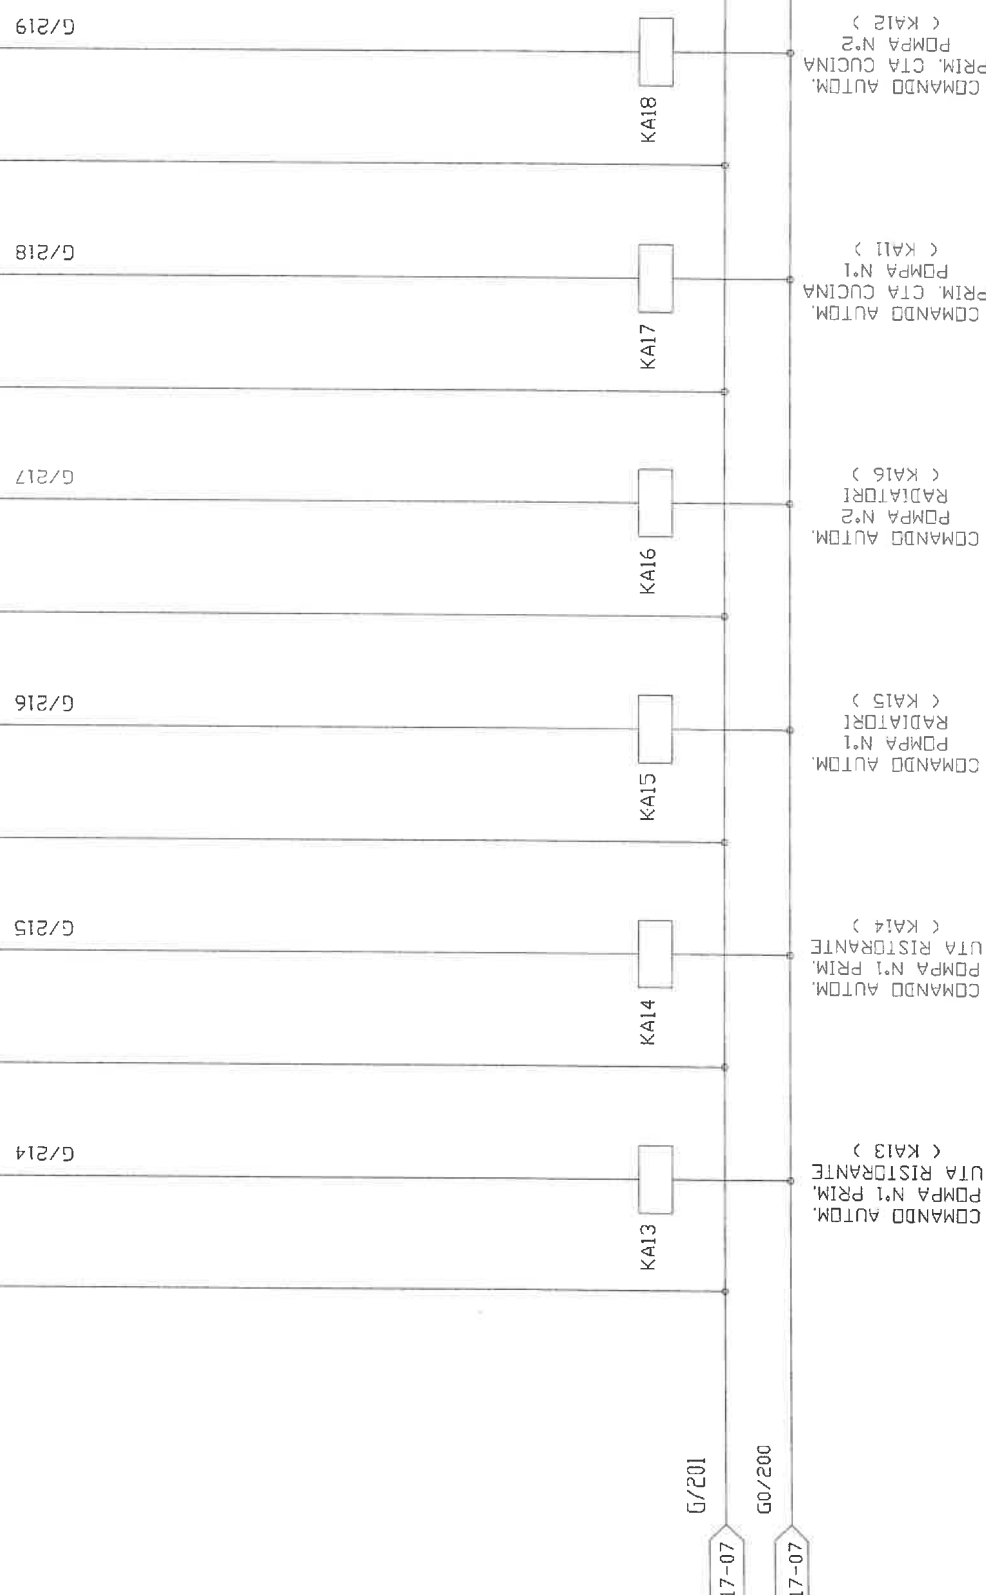 G/219
KA18
COMANDO AUTOM.
PRIM. CTA CUCINA
POMPA N°2
( KA12 )
G/218
KA17
COMANDO AUTOM.
PRIM. CTA CUCINA
POMPA N°1
( KA11 )
G/217
KA16
COMANDO AUTOM.
POMPA N°2
RADIATORI
( KA16 )
G/216
KA15
COMANDO AUTOM.
POMPA N°1
RADIATORI
( KA15 )
G/215
KA14
COMANDO AUTOM.
POMPA N°1 PRIM.
UTA RISTORANTE
( KA14 )
G/214
KA13
COMANDO AUTOM.
POMPA N°1 PRIM.
UTA RISTORANTE
( KA13 )
G/201
G0/200
17-07
17-07